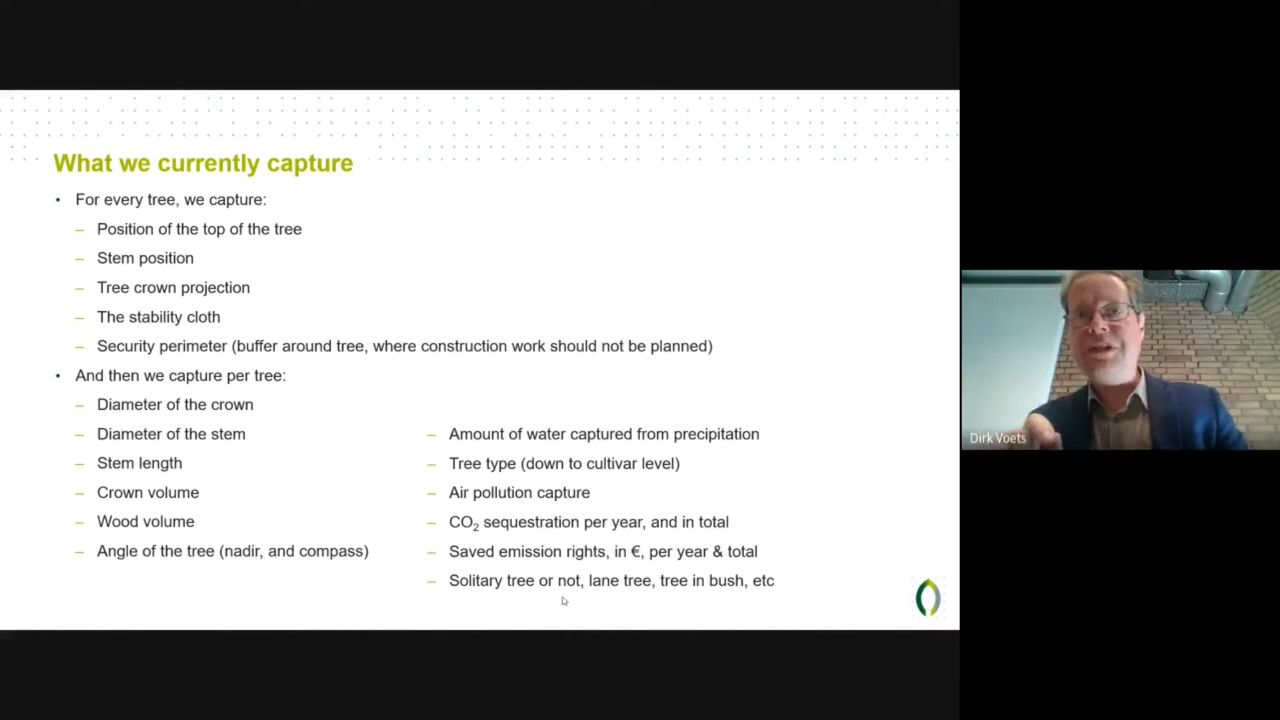 What we currently capture
• For every tree, we capture:
– Position of the top of the tree
– Stem position
– Tree crown projection
– The stability cloth
– Security perimeter (buffer around tree, where construction work should not be planned)
• And then we capture per tree:
– Diameter of the crown
– Diameter of the stem
– Stem length
– Crown volume
– Wood volume
– Angle of the tree (nadir, and compass)
– Amount of water captured from precipitation
– Tree type (down to cultivar level)
– Air pollution capture
– CO₂ sequestration per year, and in total
– Saved emission rights, in €, per year & total
– Solitary tree or not, lane tree, tree in bush, etc
Dirk Voets